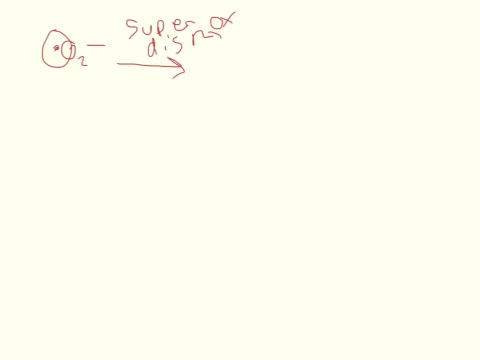 super ox
•O₂⁻ dis m